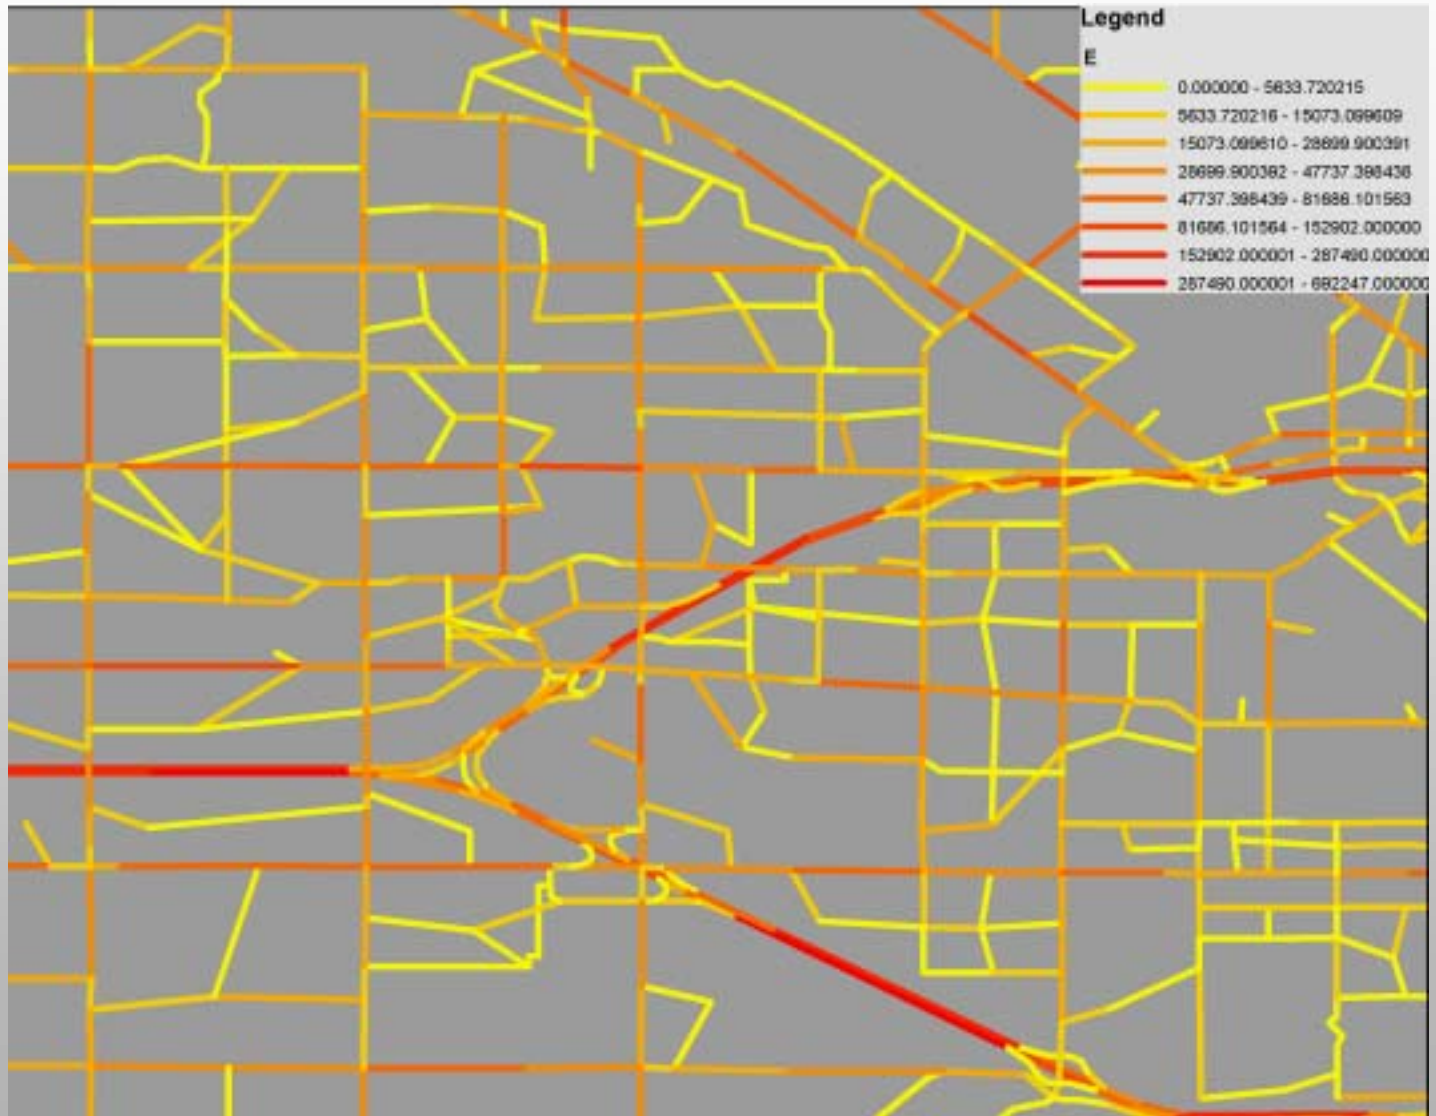 Legend
E
0.000000 - 5633.720215
5633.720216 - 15073.099609
15073.099610 - 28699.900391
28699.900392 - 47737.398438
47737.398439 - 81686.101563
81686.101564 - 152902.000000
152902.000001 - 287490.000000
287490.000001 - 692247.000000